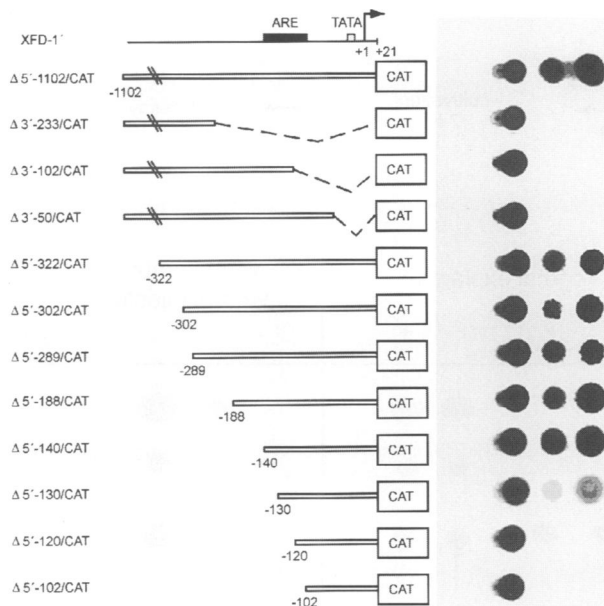 ARE TATA
XFD-1´
+1 +21
Δ 5´-1102/CAT CAT
-1102
Δ 3´-233/CAT CAT
Δ 3´-102/CAT CAT
Δ 3´-50/CAT CAT
Δ 5´-322/CAT CAT
-322
Δ 5´-302/CAT CAT
-302
Δ 5´-289/CAT CAT
-289
Δ 5´-188/CAT CAT
-188
Δ 5´-140/CAT CAT
-140
Δ 5´-130/CAT CAT
-130
Δ 5´-120/CAT CAT
-120
Δ 5´-102/CAT CAT
-102